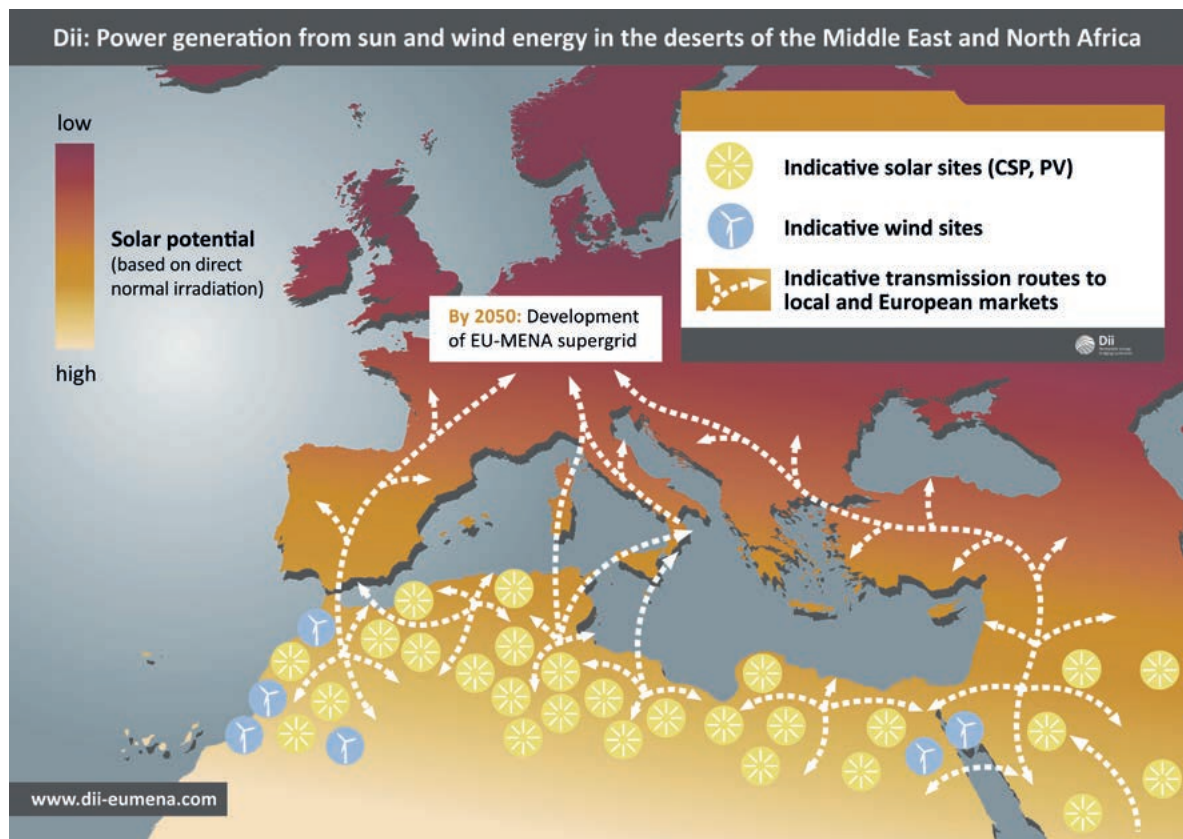 Dii: Power generation from sun and wind energy in the deserts of the Middle East and North Africa
low
Solar potential
(based on direct
normal irradiation)
high
Indicative solar sites (CSP, PV)
Indicative wind sites
Indicative transmission routes to
local and European markets
Dii
By 2050: Development
of EU-MENA supergrid
www.dii-eumena.com